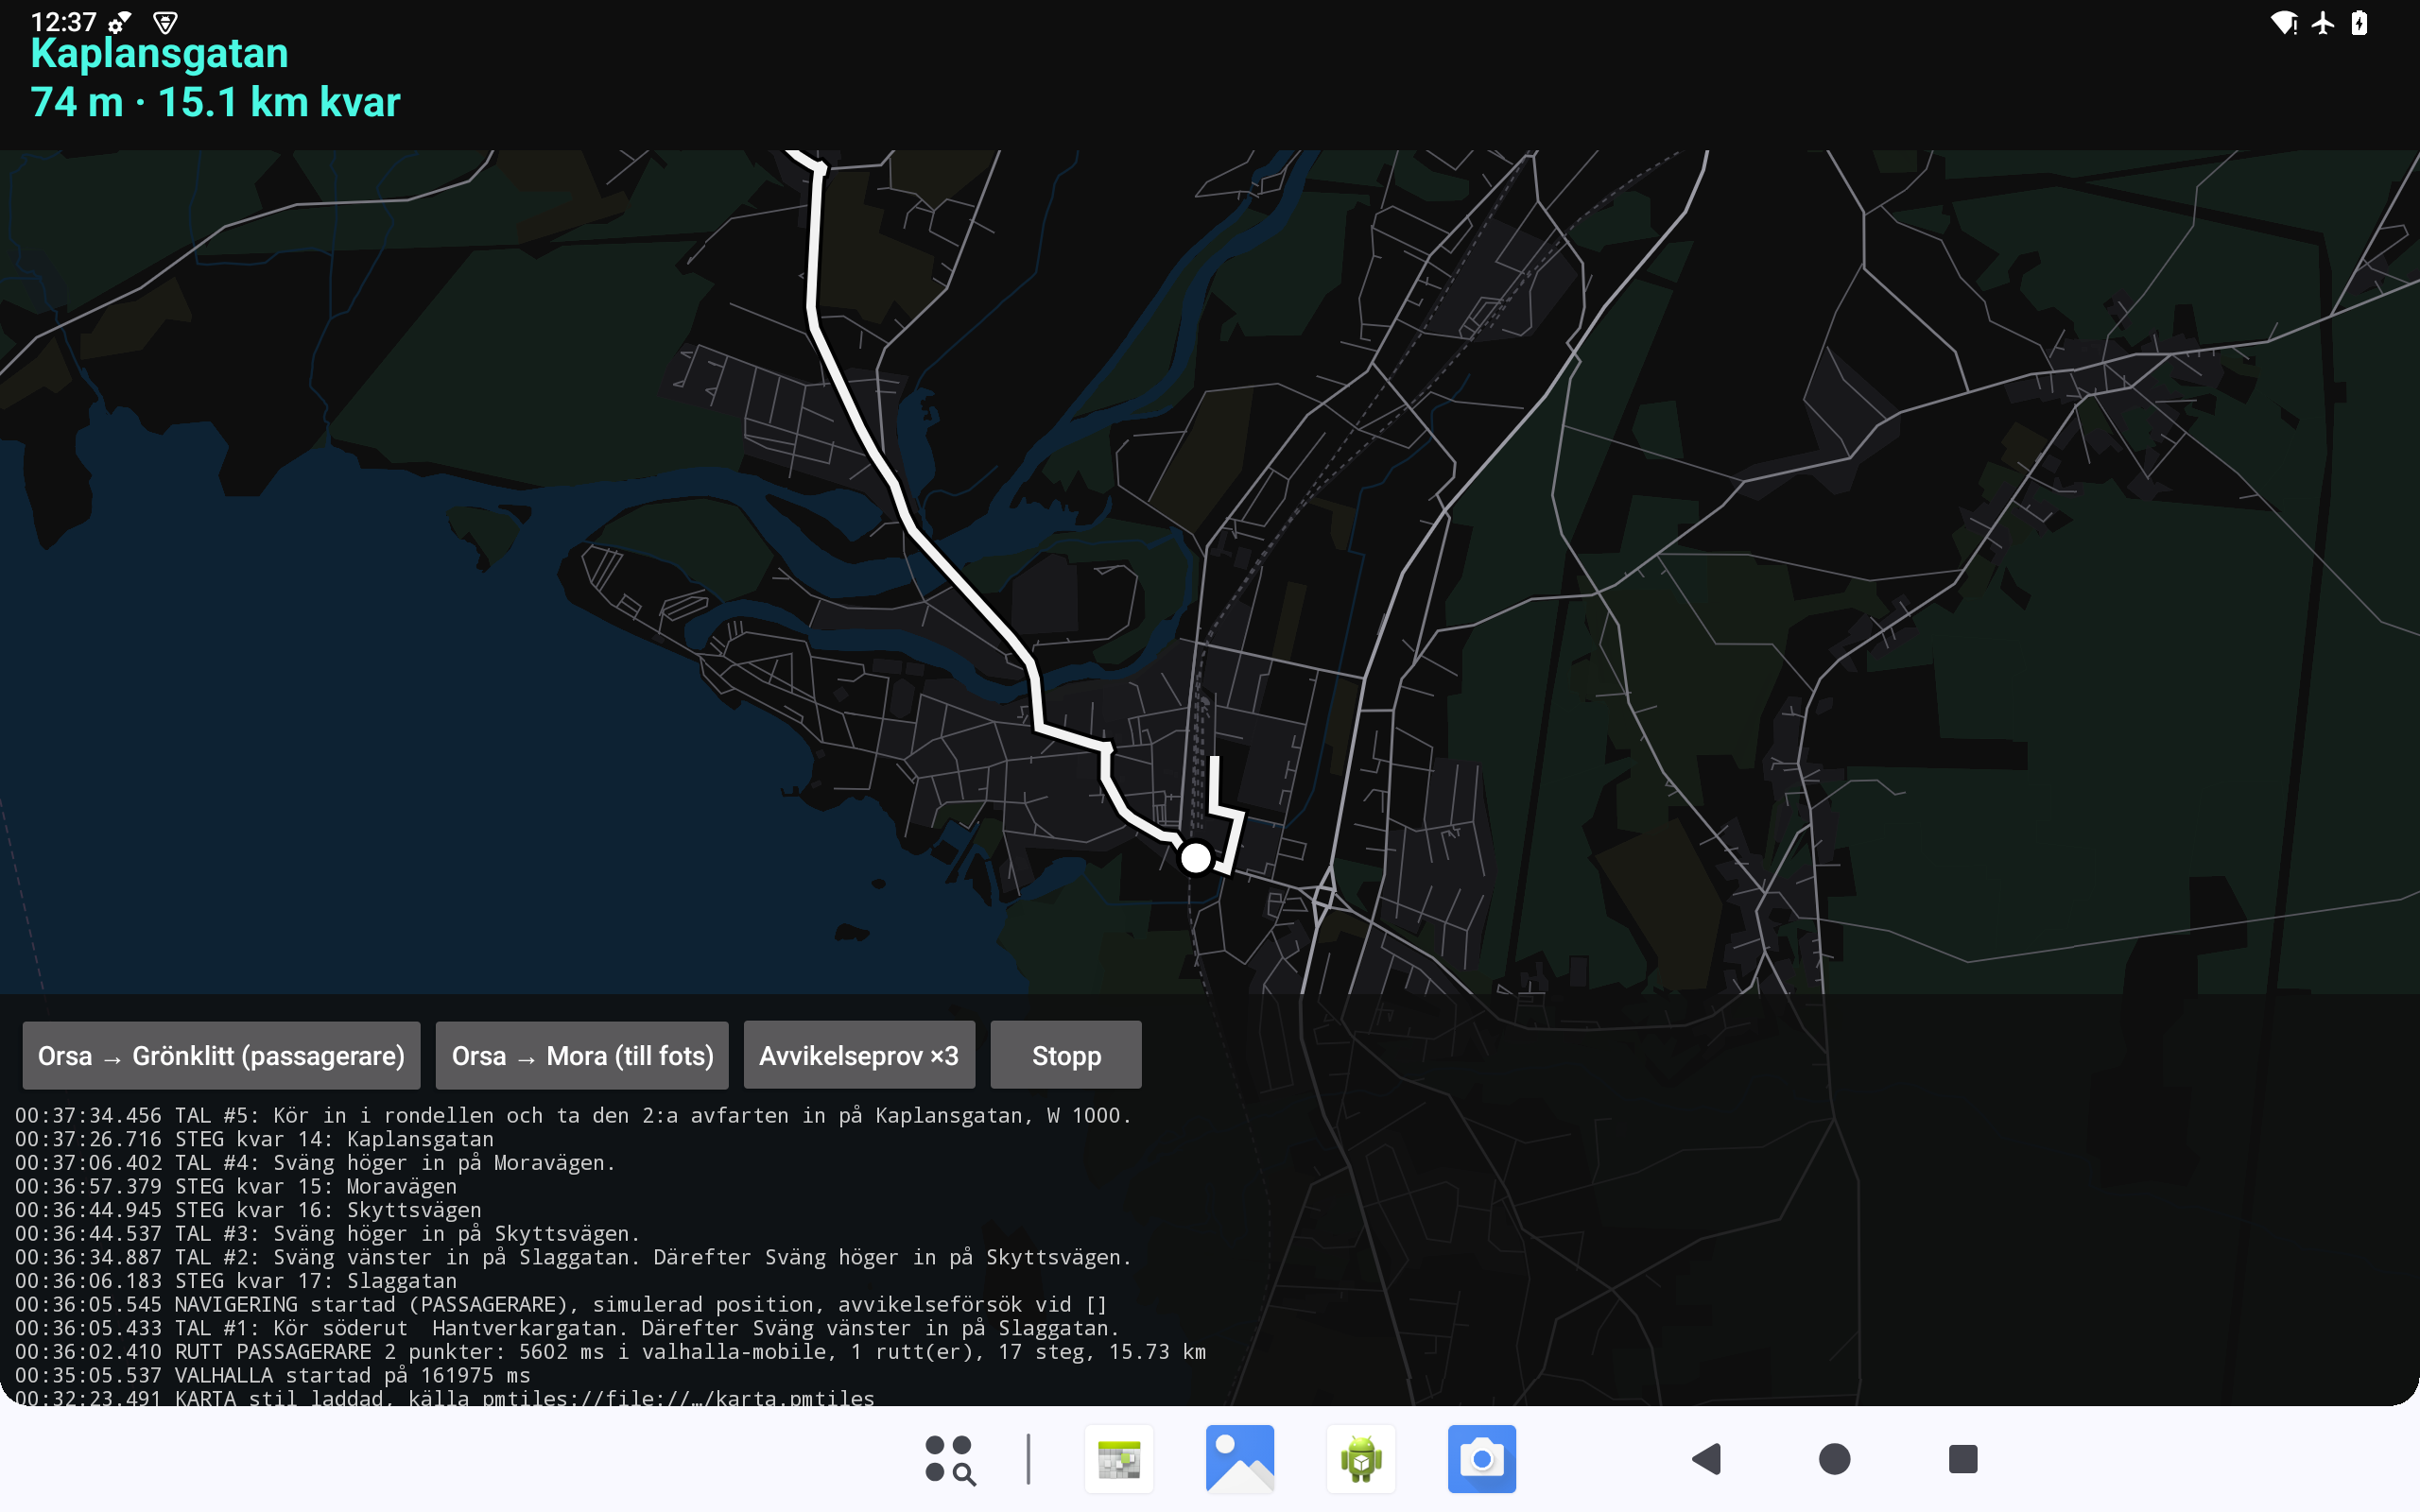 12:37
Kaplansgatan
74 m · 15.1 km kvar
Orsa → Grönklitt (passagerare)
Orsa → Mora (till fots)
Avvikelseprov ×3
Stopp
00:37:34.456 TAL #5: Kör in i rondellen och ta den 2:a avfarten in på Kaplansgatan, W 1000.
00:37:26.716 STEG kvar 14: Kaplansgatan
00:37:06.402 TAL #4: Sväng höger in på Moravägen.
00:36:57.379 STEG kvar 15: Moravägen
00:36:44.945 STEG kvar 16: Skyttsvägen
00:36:44.537 TAL #3: Sväng höger in på Skyttsvägen.
00:36:34.887 TAL #2: Sväng vänster in på Slaggatan. Därefter Sväng höger in på Skyttsvägen.
00:36:06.183 STEG kvar 17: Slaggatan
00:36:05.545 NAVIGERING startad (PASSAGERARE), simulerad position, avvikelseförsök vid []
00:36:05.433 TAL #1: Kör söderut  Hantverkargatan. Därefter Sväng vänster in på Slaggatan.
00:36:02.410 RUTT PASSAGERARE 2 punkter: 5602 ms i valhalla-mobile, 1 rutt(er), 17 steg, 15.73 km
00:35:05.537 VALHALLA startad på 161975 ms
00:32:23.491 KARTA stil laddad, källa pmtiles://file://…/karta.pmtiles